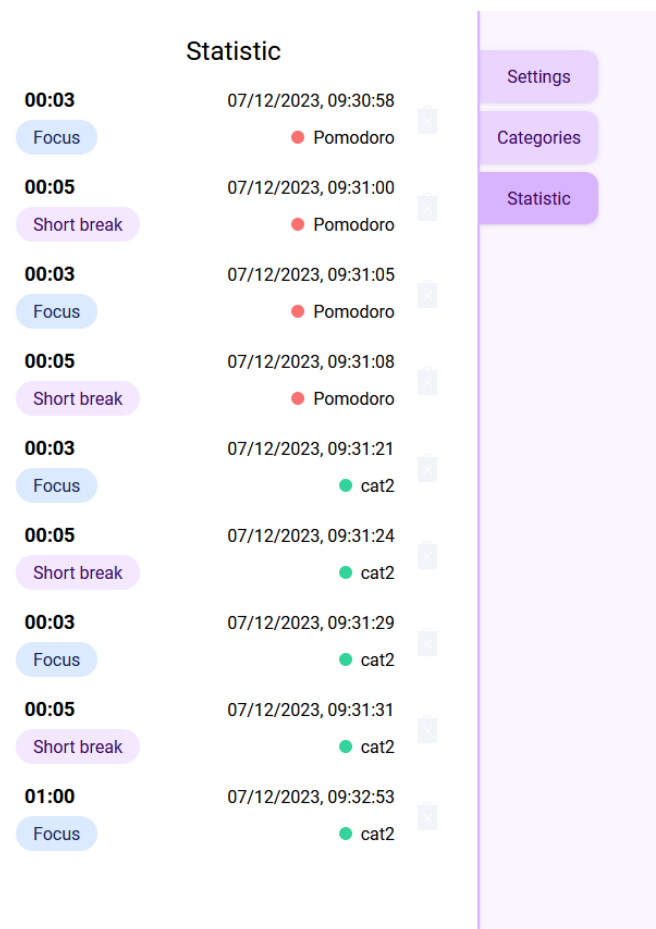 Statistic
00:03 07/12/2023, 09:30:58
Focus Pomodoro
00:05 07/12/2023, 09:31:00
Short break Pomodoro
00:03 07/12/2023, 09:31:05
Focus Pomodoro
00:05 07/12/2023, 09:31:08
Short break Pomodoro
00:03 07/12/2023, 09:31:21
Focus cat2
00:05 07/12/2023, 09:31:24
Short break cat2
00:03 07/12/2023, 09:31:29
Focus cat2
00:05 07/12/2023, 09:31:31
Short break cat2
01:00 07/12/2023, 09:32:53
Focus cat2
Settings
Categories
Statistic